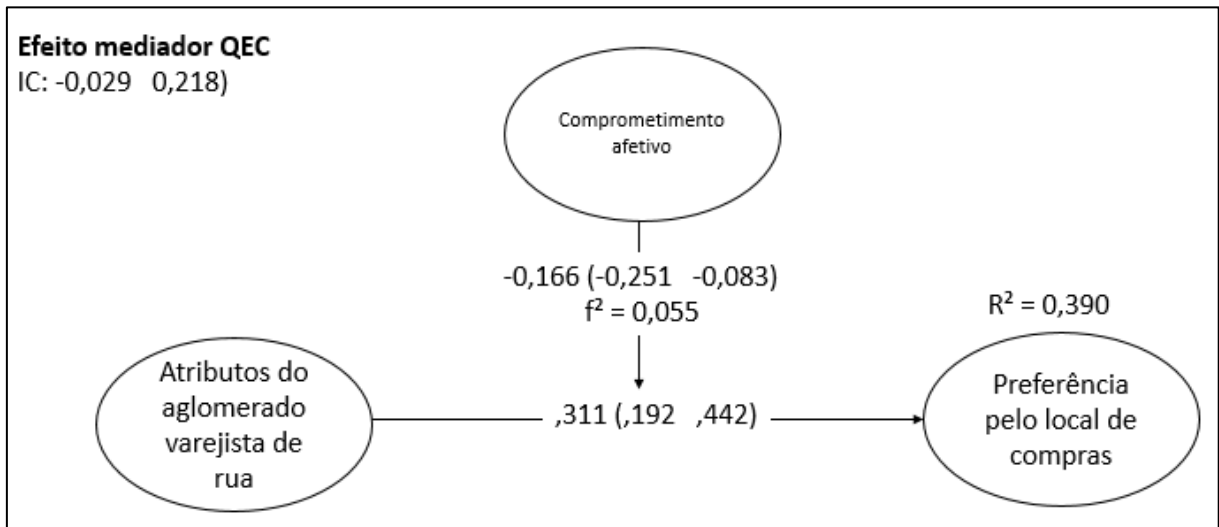 Efeito mediador QEC
IC: -0,029 0,218)
Comprometimento
afetivo
-0,166 (-0,251 -0,083)
f² = 0,055
R² = 0,390
Atributos do
aglomerado
varejista de
rua
,311 (,192 ,442)
Preferência
pelo local de
compras